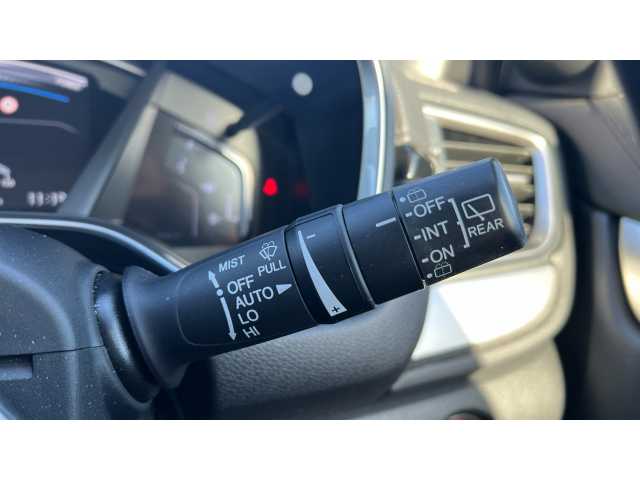 MIST
OFF PULL
AUTO
LO
HI
- 
+
OFF
INT
ON
REAR